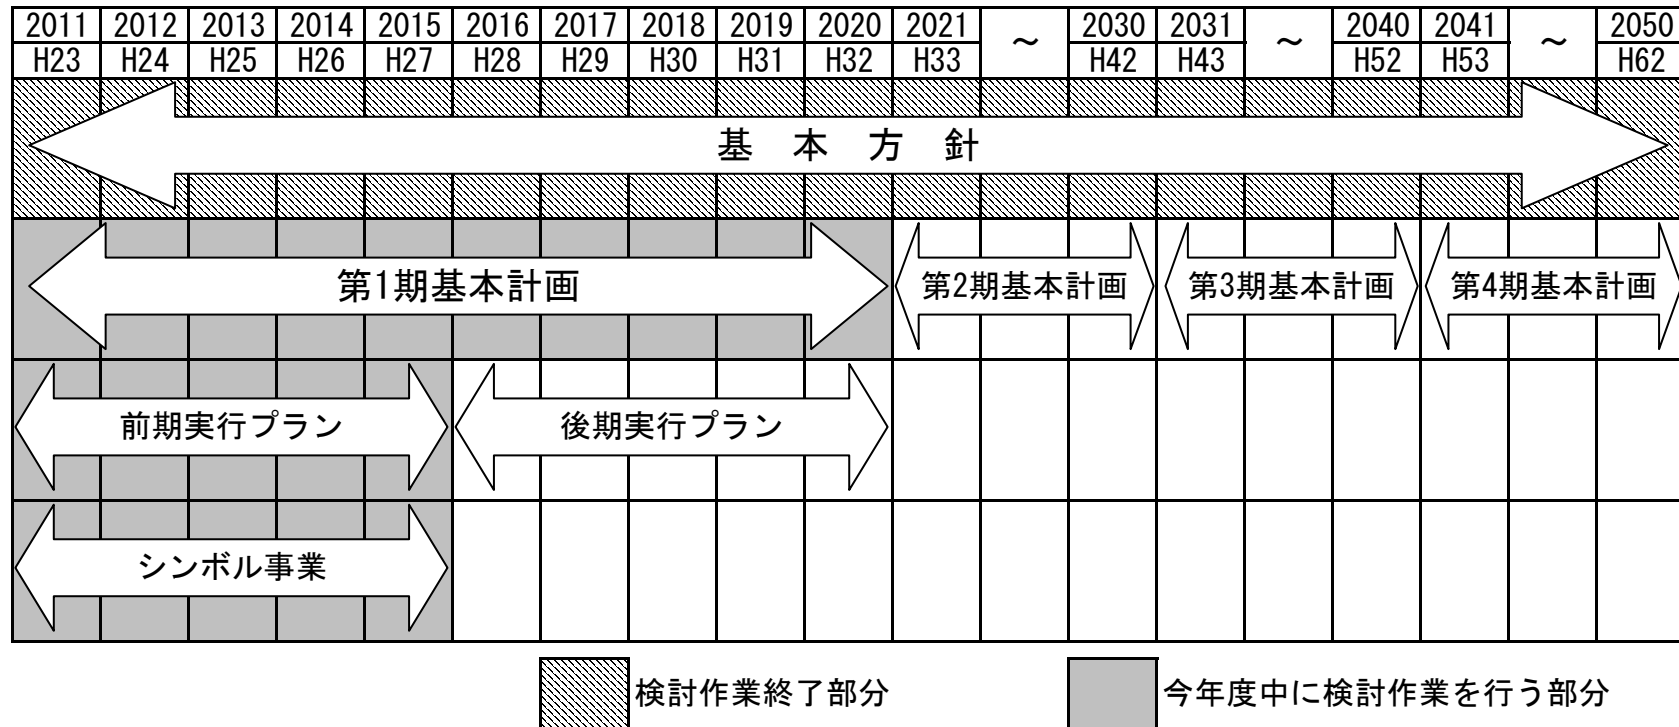 2011 2012 2013 2014 2015 2016 2017 2018 2019 2020 2021 ～ 2030 2031 ～ 2040 2041 ～ 2050
H23 H24 H25 H26 H27 H28 H29 H30 H31 H32 H33 H42 H43 H52 H53 H62
基本方針
第1期基本計画 第2期基本計画 第3期基本計画 第4期基本計画
前期実行プラン 後期実行プラン
シンボル事業
検討作業終了部分 今年度中に検討作業を行う部分